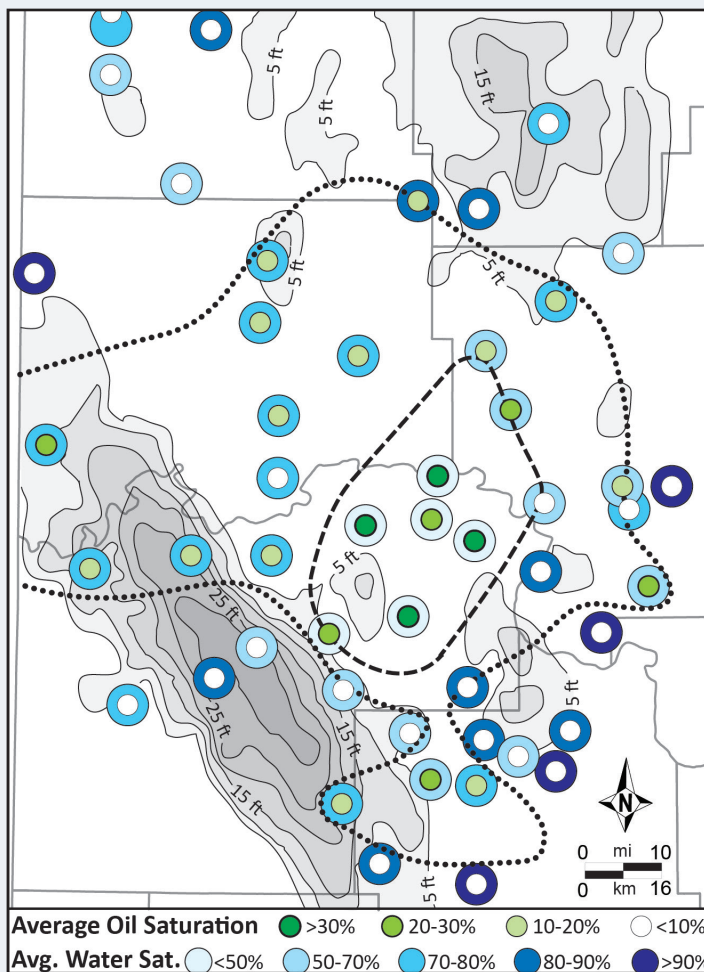 5 ft
5 ft
15 ft
5 ft
5 ft
5 ft
25 ft
25 ft
15 ft
15 ft
5 ft
5 ft
N
0 mi 10
0 km 16
Average Oil Saturation >30% 20-30% 10-20% <10%
Avg. Water Sat. <50% 50-70% 70-80% 80-90% >90%